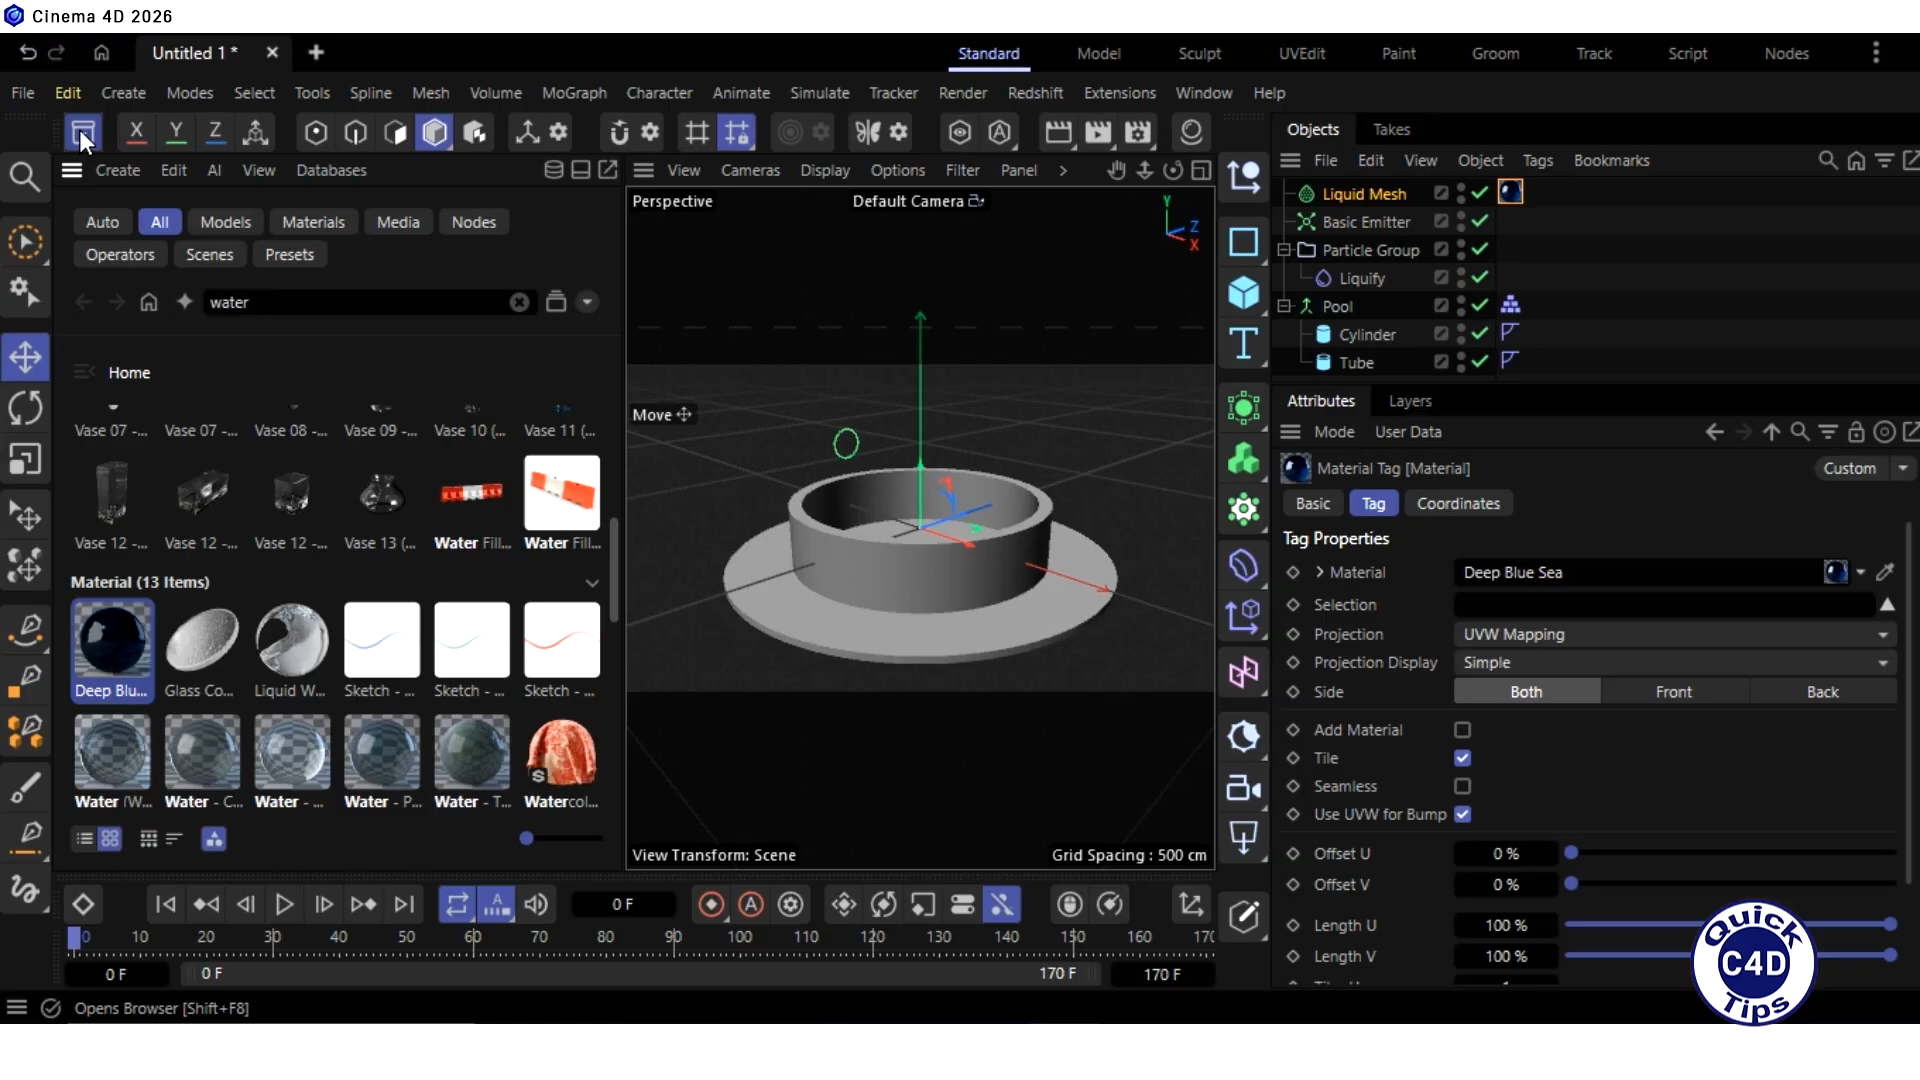 Cinema 4D 2026
Untitled 1 *
Standard Model Sculpt UVEdit Paint Groom Track Script Nodes
File Edit Create Modes Select Tools Spline Mesh Volume MoGraph Character Animate Simulate Tracker Render Redshift Extensions Window Help
X Y Z
Create Edit AI View Databases
Auto All Models Materials Media Nodes
Operators Scenes Presets
water
Home
Vase 07 -... Vase 07 -... Vase 08 -... Vase 09 -... Vase 10 (... Vase 11 (...
Vase 12 -... Vase 12 -... Vase 12 -... Vase 13 (... Water Fill... Water Fill...
Material (13 Items)
Deep Blu... Glass Co... Liquid W... Sketch - ... Sketch - ... Sketch - ...
Water (W... Water - C... Water - ... Water - P... Water - T... Watercol...
View Cameras Display Options Filter Panel
Perspective
Default Camera
Y
Z
X
Move
View Transform: Scene
Grid Spacing : 500 cm
Objects Takes
File Edit View Object Tags Bookmarks
Liquid Mesh
Basic Emitter
Particle Group
Liquify
Pool
Cylinder
Tube
Attributes Layers
Mode User Data
Material Tag [Material]
Custom
Basic Tag Coordinates
Tag Properties
Material Deep Blue Sea
Selection
Projection UVW Mapping
Projection Display Simple
Side Both Front Back
Add Material
Tile
Seamless
Use UVW for Bump
Offset U 0 %
Offset V 0 %
Length U 100 %
Length V 100 %
0 F
0 10 20 30 40 50 60 70 80 90 100 110 120 130 140 150 160 170
0 F 0 F 170 F 170 F
Opens Browser [Shift+F8]
Quick
C4D
Tips